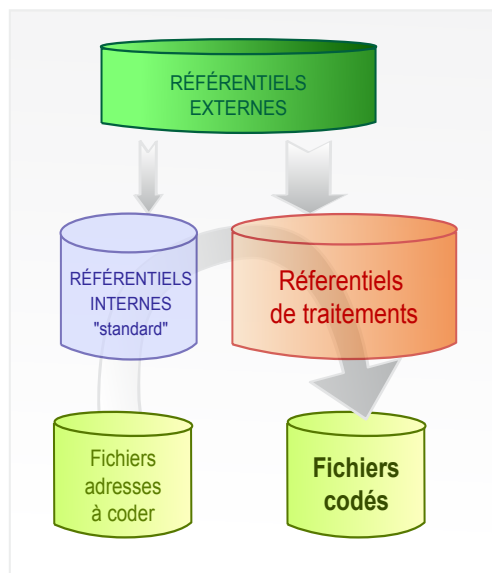 RÉFÉRENTIELS
EXTERNES
RÉFÉRENTIELS
INTERNES
"standard"
Réferentiels
de traitements
Fichiers
adresses
à coder
Fichiers
codés